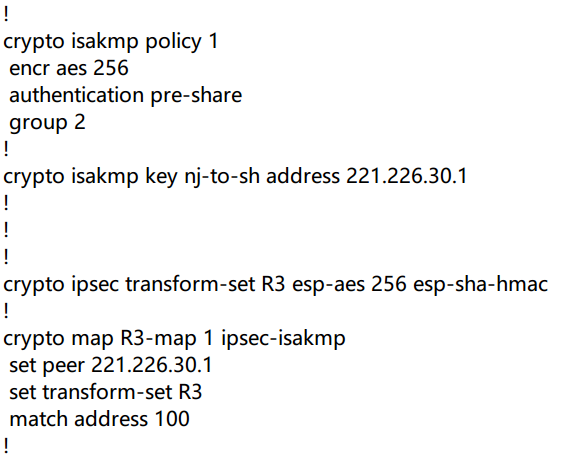 !
crypto isakmp policy 1
 encr aes 256
 authentication pre-share
 group 2
!
crypto isakmp key nj-to-sh address 221.226.30.1
!
!
!
crypto ipsec transform-set R3 esp-aes 256 esp-sha-hmac
!
crypto map R3-map 1 ipsec-isakmp
 set peer 221.226.30.1
 set transform-set R3
 match address 100
!